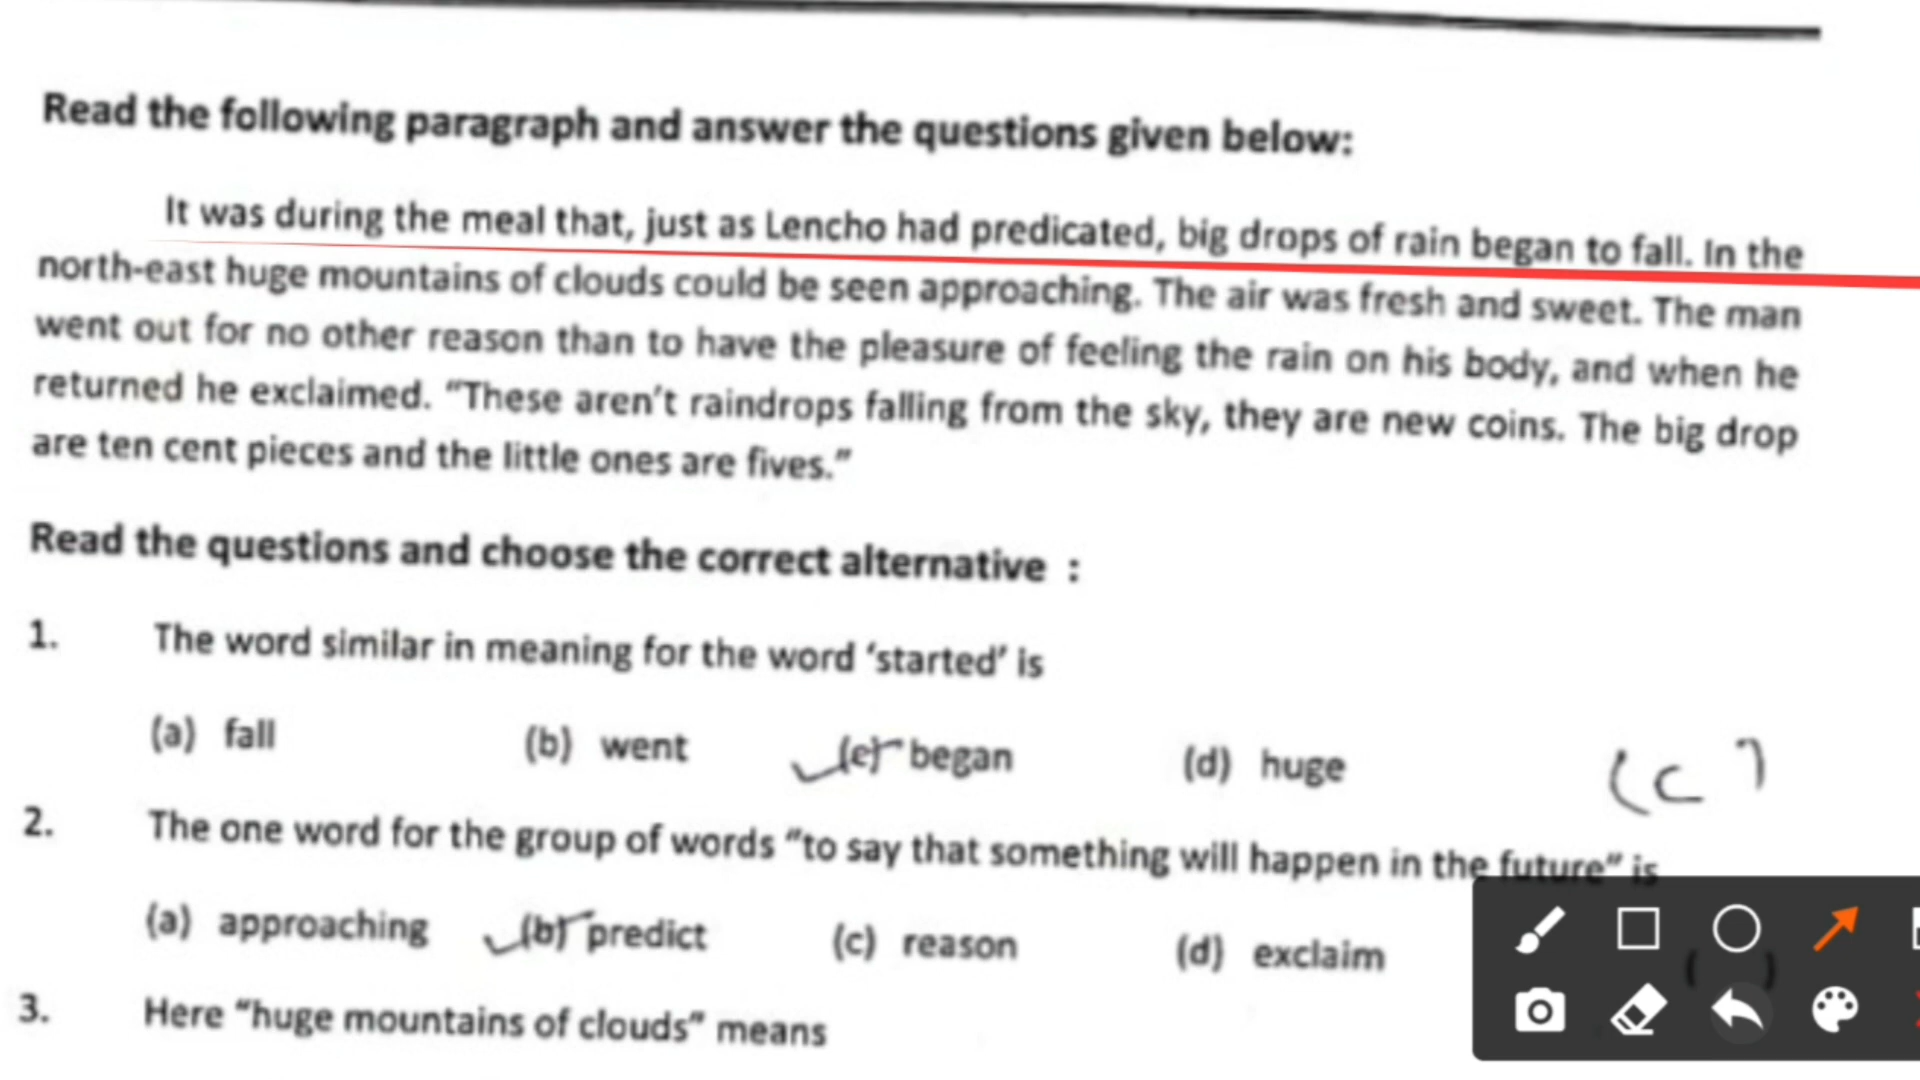 Read the following paragraph and answer the questions given below:
It was during the meal that, just as Lencho had predicated, big drops of rain began to fall. In the
north-east huge mountains of clouds could be seen approaching. The air was fresh and sweet. The man
went out for no other reason than to have the pleasure of feeling the rain on his body, and when he
returned he exclaimed. “These aren’t raindrops falling from the sky, they are new coins. The big drop
are ten cent pieces and the little ones are fives.”
Read the questions and choose the correct alternative :
1. The word similar in meaning for the word ‘started’ is
(a) fall (b) went (c) began (d) huge (c)
2. The one word for the group of words “to say that something will happen in the future” is
(a) approaching (b) predict (c) reason (d) exclaim ( )
3. Here “huge mountains of clouds” means